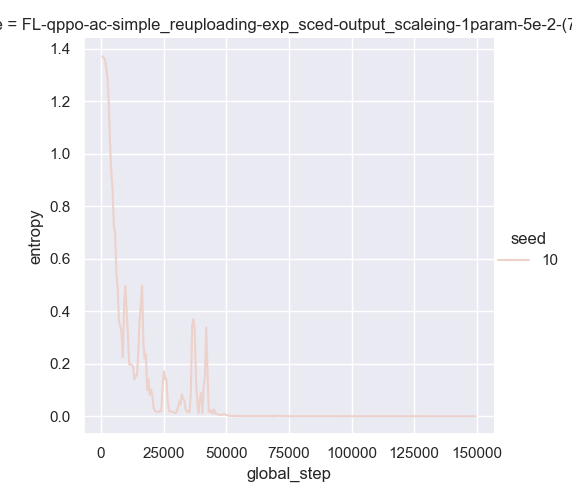 e = FL-qppo-ac-simple_reuploading-exp_sced-output_scaleing-1param-5e-2-(7
1.4
1.2
1.0
0.8
0.6
0.4
0.2
0.0
entropy
seed
10
0 25000 50000 75000 100000 125000 150000
global_step